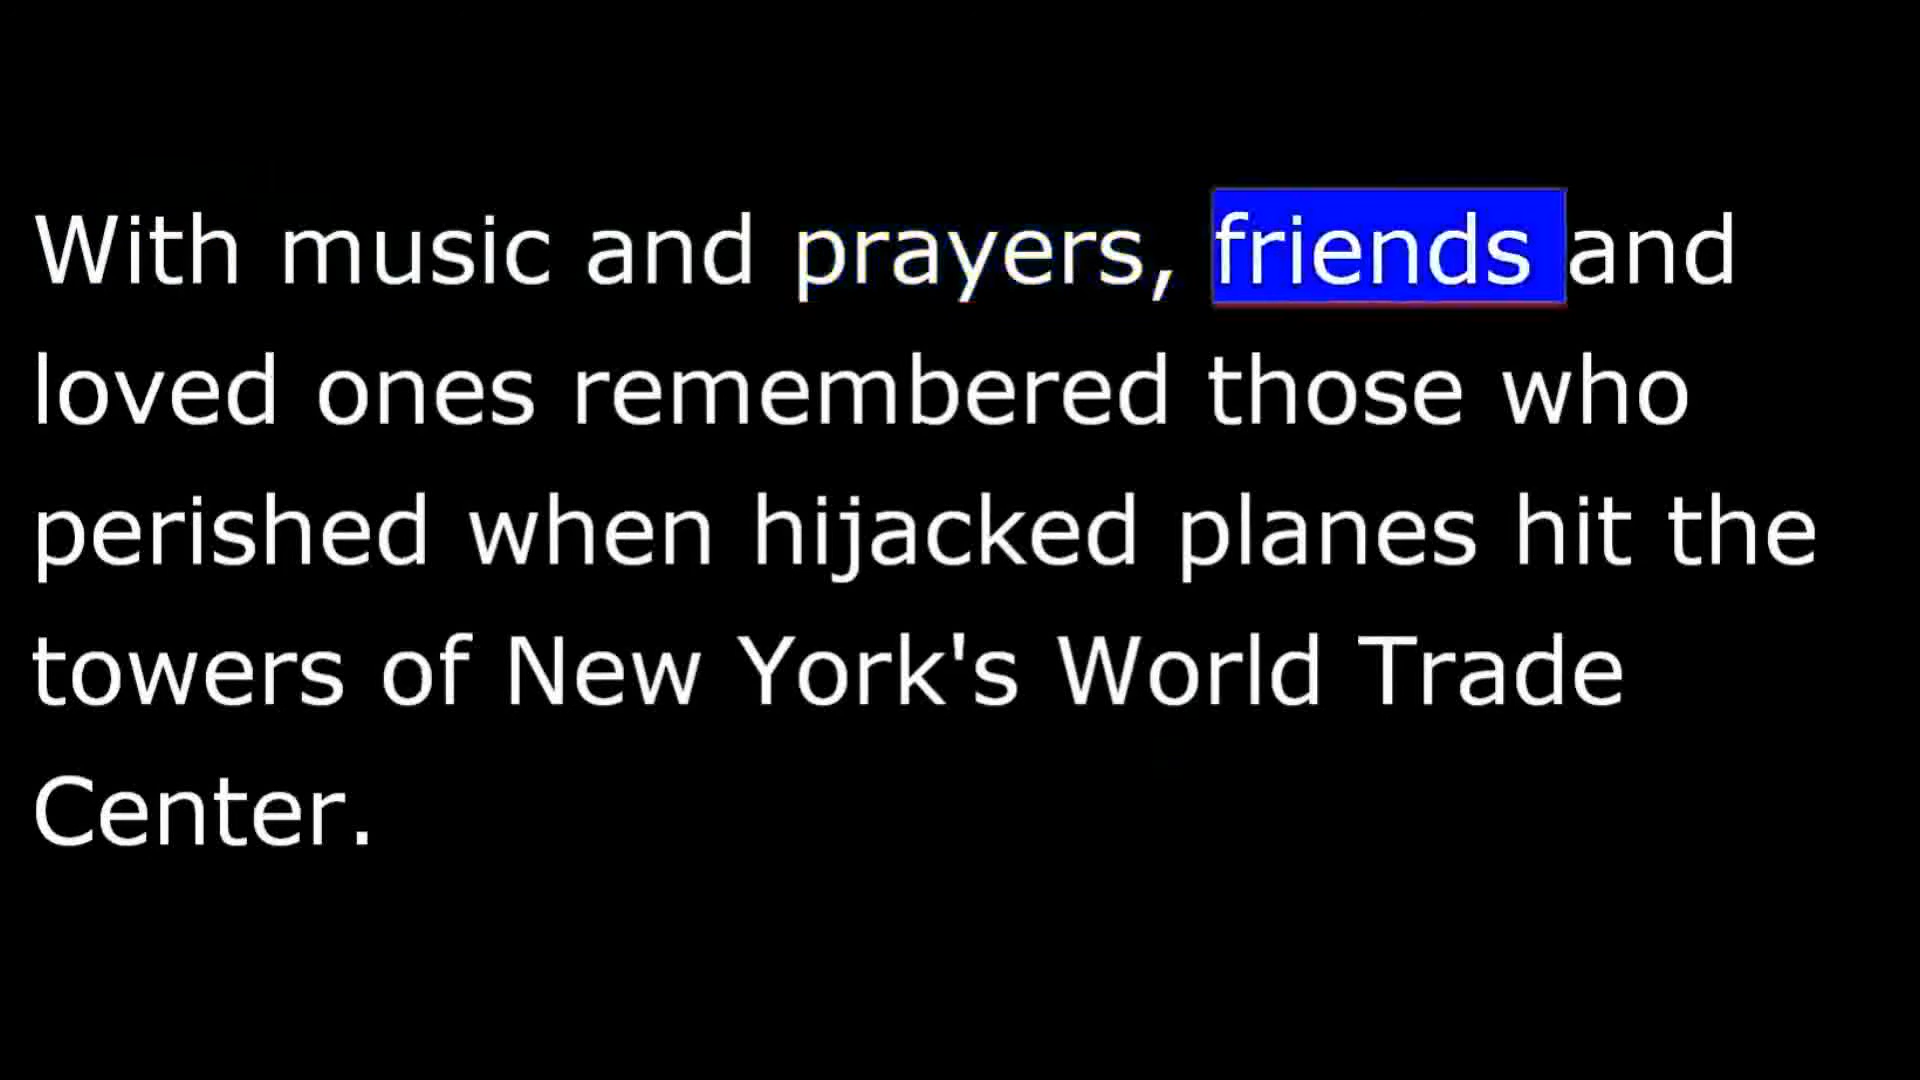 With music and prayers, friends and
loved ones remembered those who
perished when hijacked planes hit the
towers of New York's World Trade
Center.